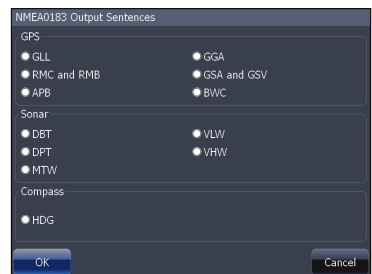 NMEA0183 Output Sentences
GPS
GLL GGA
RMC and RMB GSA and GSV
APB BWC
Sonar
DBT VLW
DPT VHW
MTW
Compass
HDG
OK Cancel